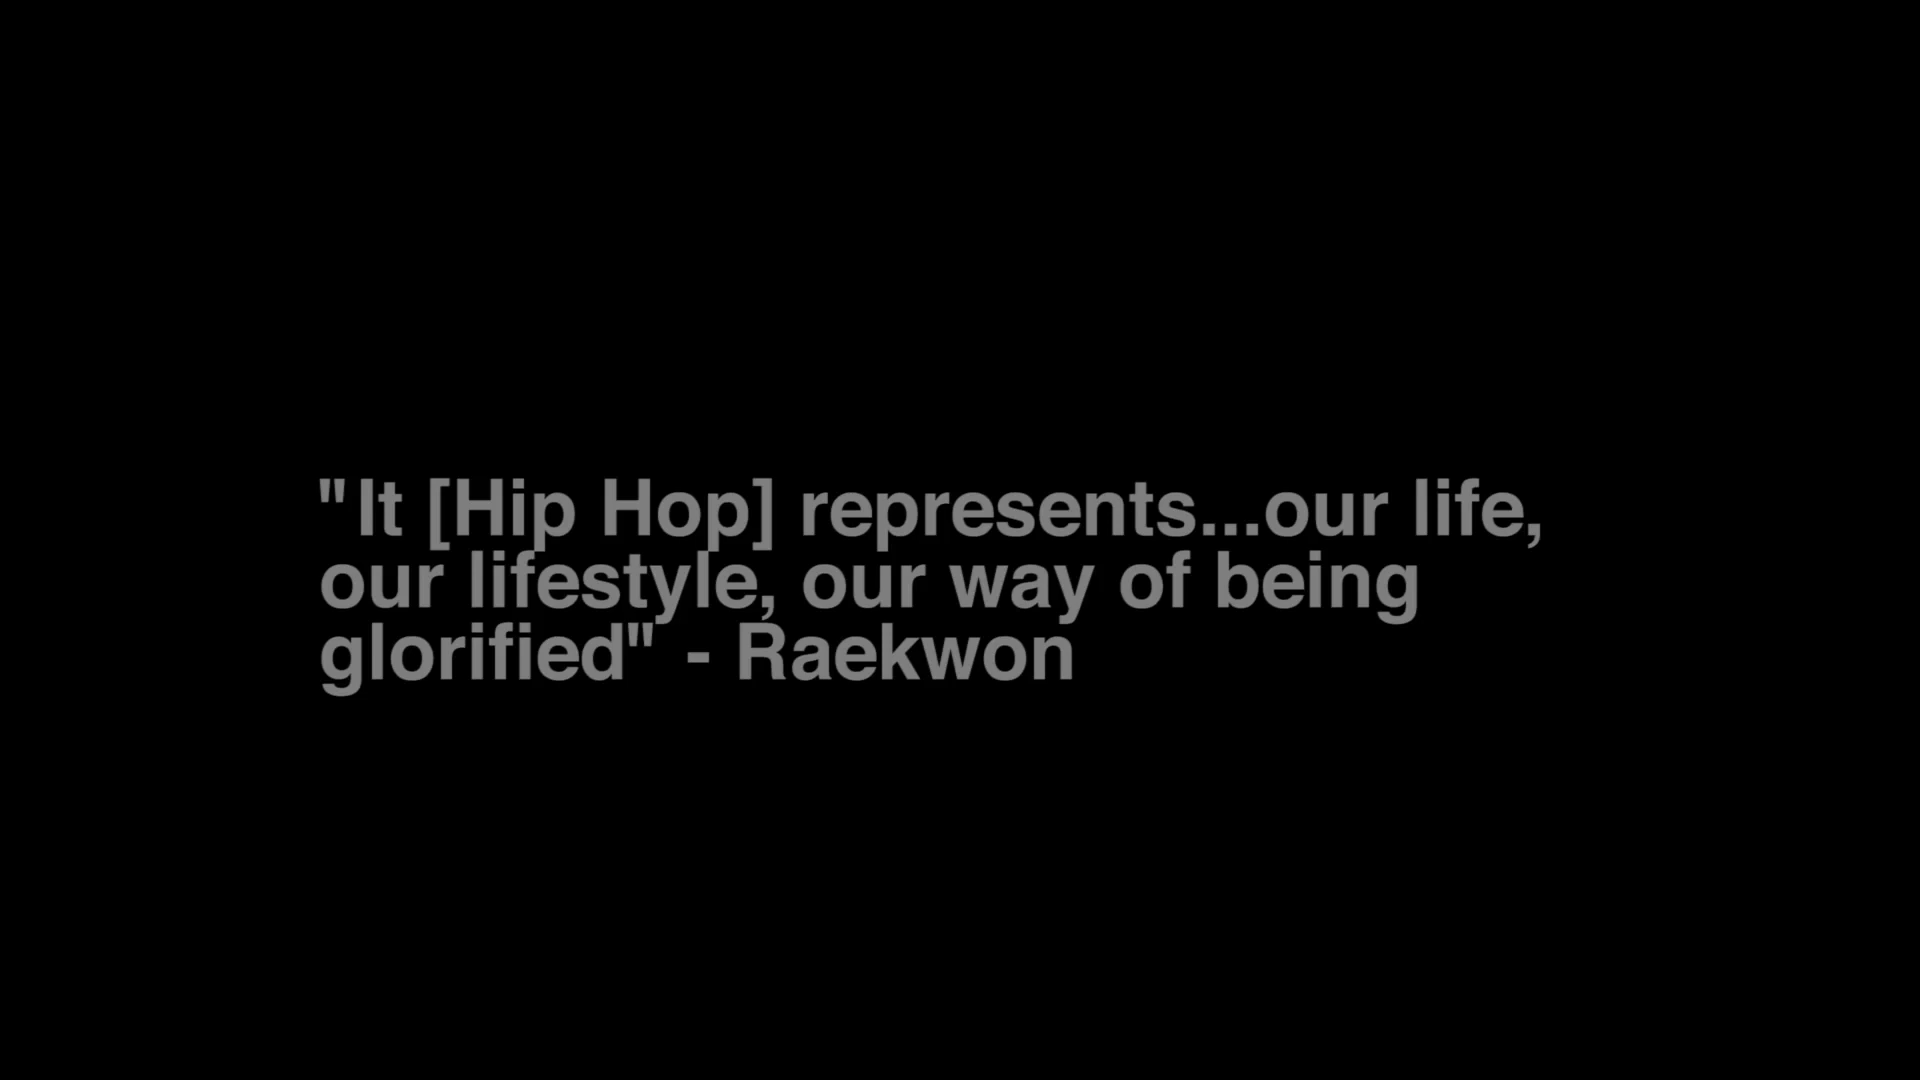 "It [Hip Hop] represents...our life,
our lifestyle, our way of being
glorified" - Raekwon